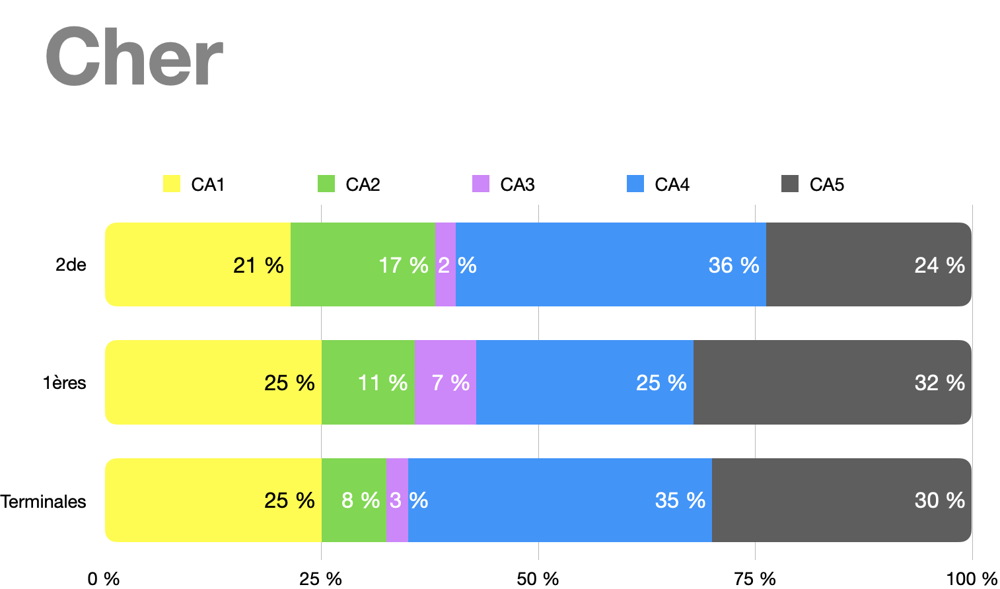 Cher
CA1 CA2 CA3 CA4 CA5
2de 21 % 17 % 2 % 36 % 24 %
1ères 25 % 11 % 7 % 25 % 32 %
Terminales 25 % 8 % 3 % 35 % 30 %
0 % 25 % 50 % 75 % 100 %